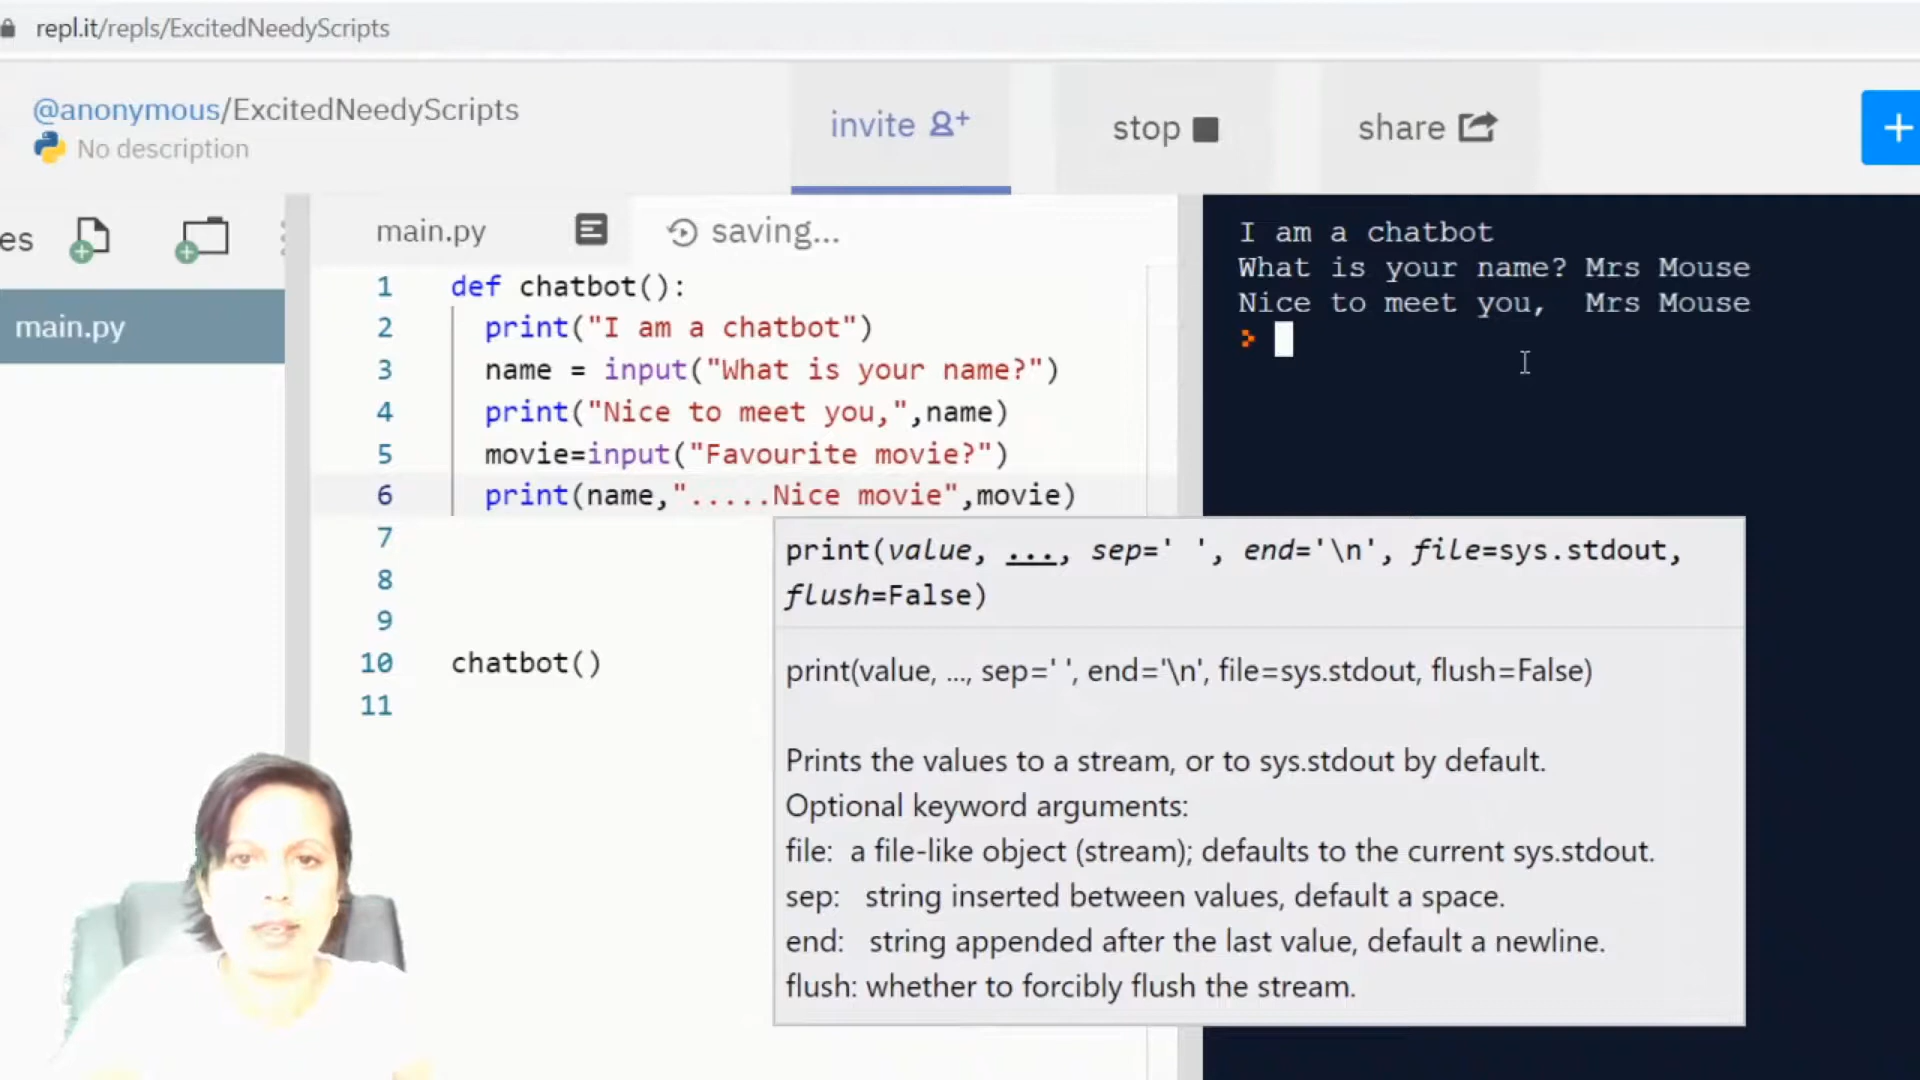 repl.it/repls/ExcitedNeedyScripts
@anonymous/ExcitedNeedyScripts
No description
invite
stop
share
+
es
main.py
saving...
main.py
1 def chatbot():
2 print("I am a chatbot")
3 name = input("What is your name?")
4 print("Nice to meet you,",name)
5 movie=input("Favourite movie?")
6 print(name,".....Nice movie",movie)
7
8
9
10 chatbot()
11
print(value, ..., sep=' ', end='\n', file=sys.stdout,
flush=False)
print(value, ..., sep=' ', end='\n', file=sys.stdout, flush=False)
Prints the values to a stream, or to sys.stdout by default.
Optional keyword arguments:
file: a file-like object (stream); defaults to the current sys.stdout.
sep: string inserted between values, default a space.
end: string appended after the last value, default a newline.
flush: whether to forcibly flush the stream.
I am a chatbot
What is your name? Mrs Mouse
Nice to meet you,  Mrs Mouse
>